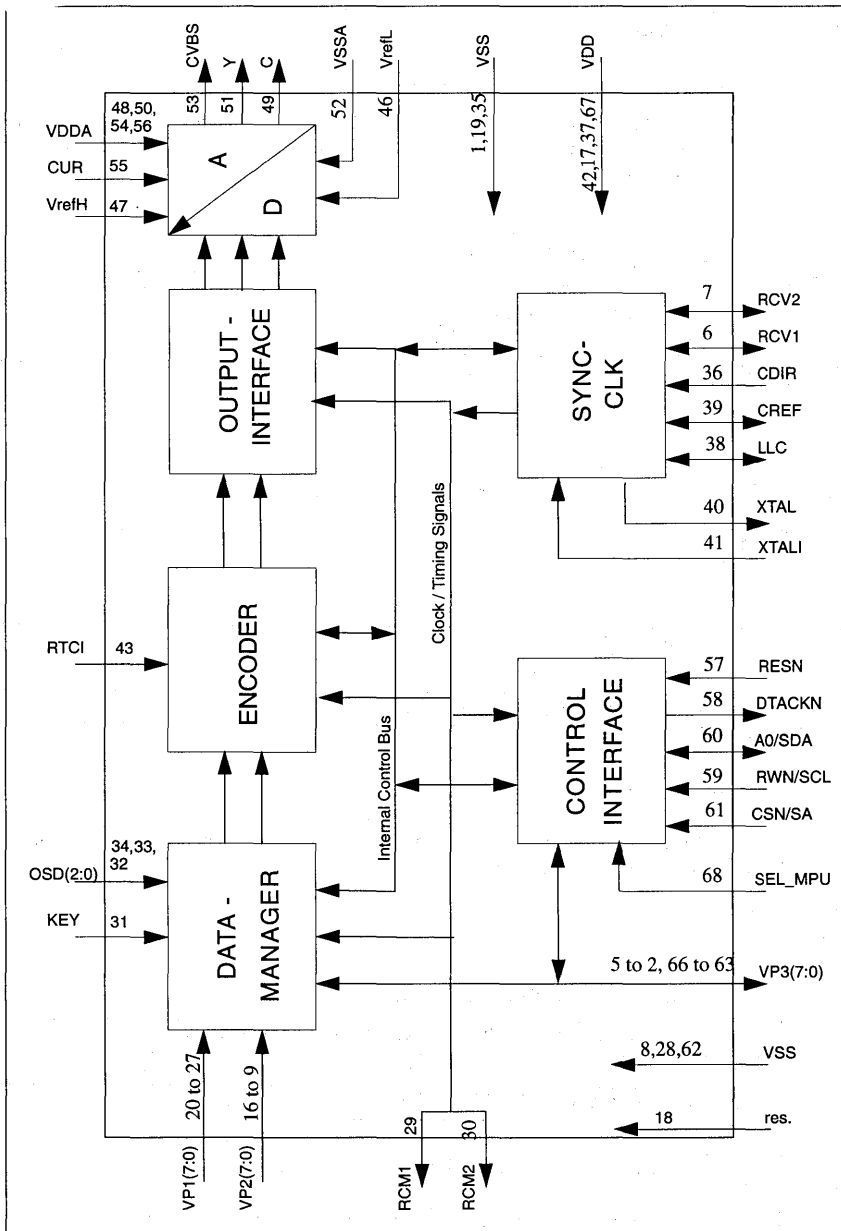 CVBS
Y
C
VSSA
VrefL
VSS
VDD
53
51
49
52
46
1,19,35
42,17,37,67
48,50,
54,56
VDDA
CUR
55
VrefH
47
A
D
OUTPUT -
INTERFACE
SYNC-
CLK
7
RCV2
6
RCV1
36
CDIR
39
CREF
38
LLC
40
XTAL
41
XTALI
Clock / Timing Signals
Internal Control Bus
RTCI
43
ENCODER
CONTROL
INTERFACE
57
RESN
58
DTACKN
60
A0/SDA
59
RWN/SCL
61
CSN/SA
68
SEL_MPU
34,33,
32
OSD(2:0)
KEY
31
DATA -
MANAGER
5 to 2, 66 to 63
VP3(7:0)
8,28,62
VSS
18
res.
20 to 27
16 to 9
29
30
VP1(7:0)
VP2(7:0)
RCM1
RCM2